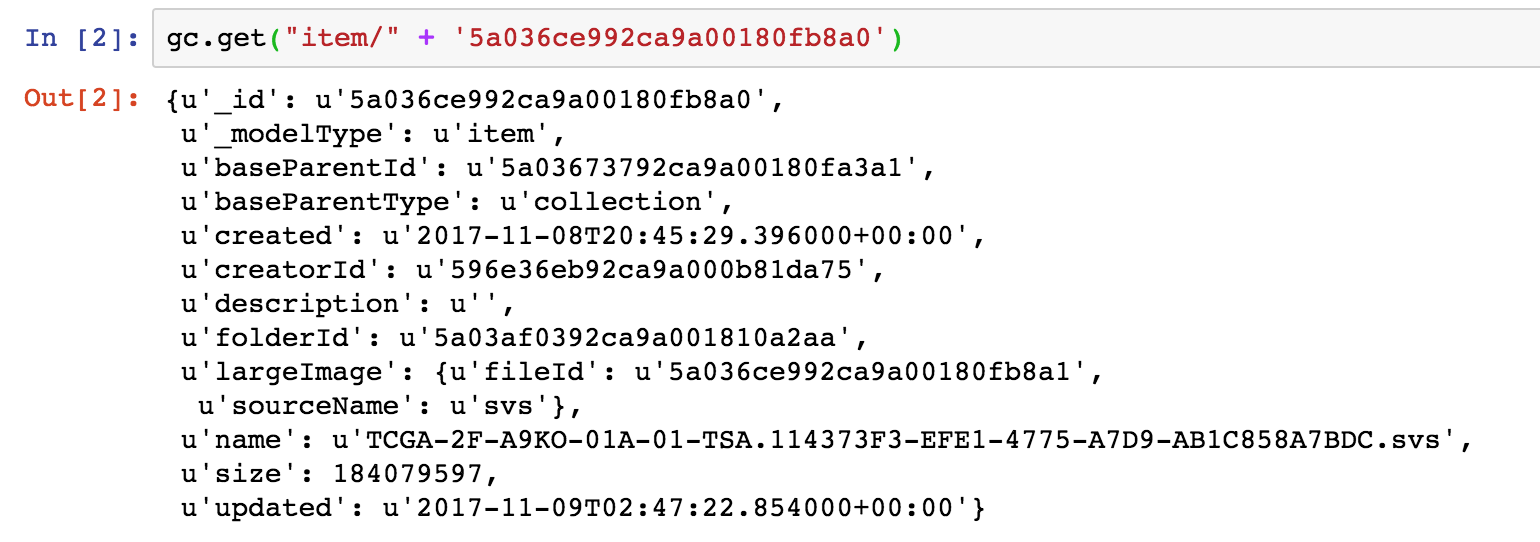 In [2]: gc.get("item/" + '5a036ce992ca9a00180fb8a0')
Out[2]: {u'_id': u'5a036ce992ca9a00180fb8a0',
u'_modelType': u'item',
u'baseParentId': u'5a03673792ca9a00180fa3a1',
u'baseParentType': u'collection',
u'created': u'2017-11-08T20:45:29.396000+00:00',
u'creatorId': u'596e36eb92ca9a000b81da75',
u'description': u'',
u'folderId': u'5a03af0392ca9a001810a2aa',
u'largeImage': {u'fileId': u'5a036ce992ca9a00180fb8a1',
u'sourceName': u'svs'},
u'name': u'TCGA-2F-A9KO-01A-01-TSA.114373F3-EFE1-4775-A7D9-AB1C858A7BDC.svs',
u'size': 184079597,
u'updated': u'2017-11-09T02:47:22.854000+00:00'}